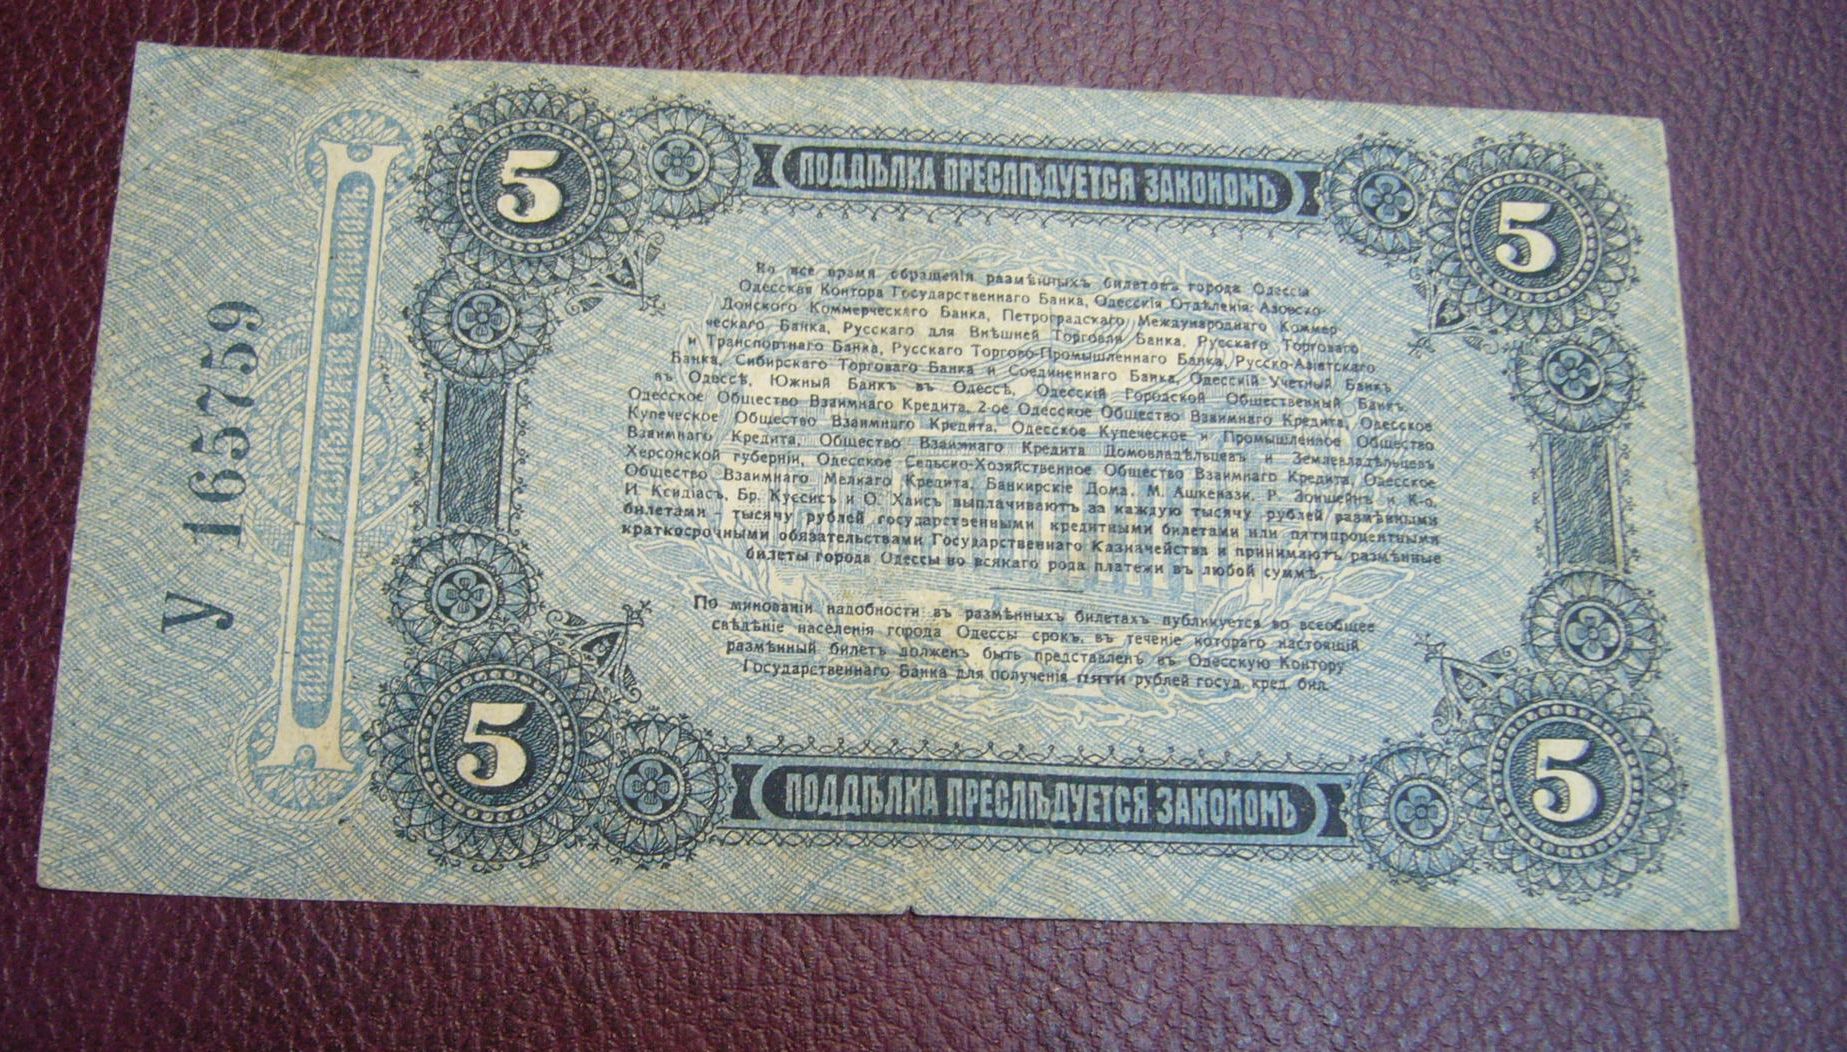 5
5
ПОДДѢЛКА ПРЕСЛѢДУЕТСЯ ЗАКОНОМЪ
Во все время обращенія размѣнныхъ билетовъ города Одессы
Одесская Контора Государственнаго Банка, Одесскія Отдѣленія: Азовско-
Донского Коммерческаго Банка, Петроградскаго Международнаго Коммер
ческаго Банка, Русскаго для Внѣшней Торговли Банка, Русскаго Торговаго
и Транспортнаго Банка, Русскаго Торгово-Промышленнаго Банка, Русско-Азіатскаго
Банка, Сибирскаго Торговаго Банка и Соединеннаго Банка, Одесскій Учетный Банкъ
въ Одессѣ, Южный Банкъ въ Одессѣ, Одесскій Городской Общественный Банкъ,
Одесское Общество Взаимнаго Кредита, 2-ое Одесское Общество Взаимнаго Кредита, Одесское
Купеческое Общество Взаимнаго Кредита, Одесское Купеческое и Промышленное Общество
Взаимнаго Кредита, Общество Взаимнаго Кредита Домовладѣльцевъ и Землевладѣльцевъ
Херсонской губерніи, Одесское Сельско-Хозяйственное Общество Взаимнаго Кредита, Одесское
Общество Взаимнаго Мелкаго Кредита, Банкирскіе Дома: М. Ашкенази, Р. Зонштейнъ и К-о,
И. Ксидіасъ, Бр. Куссисъ и О. Хаисъ выплачиваютъ за каждую тысячу рублей размѣнными
билетами - тысячу рублей государственными кредитными билетами или пятипроцентными
краткосрочными обязательствами Государственнаго Казначейства и принимаютъ размѣнные
билеты города Одессы во всякаго рода платежи въ любой суммѣ.
По минованіи надобности въ размѣнныхъ билетахъ публикуется во всеобщее
свѣдѣніе населенія города Одессы срокъ, въ теченіе котораго настоящій
размѣнный билетъ долженъ быть представленъ въ Одесскую Контору
Государственнаго Банка для полученія пяти рублей госуд. кред. бил.
У 165759
5
5
ПОДДѢЛКА ПРЕСЛѢДУЕТСЯ ЗАКОНОМЪ